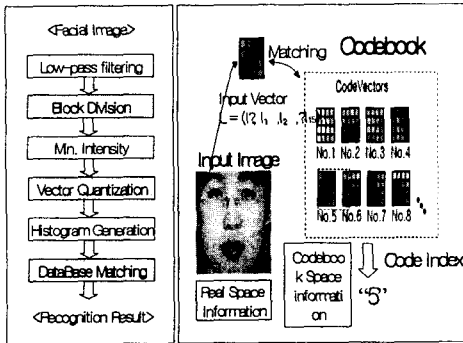 <Facial Image>
Low-pass filtering
Block Division
Min. Intensity
Vector Quantization
Histogram Generation
DataBase Matching
<Recognition Result>
Matching
Codebook
CodeVectors
Input Vector
No.1 No.2 No.3 No.4
No.5 No.6 No.7 No.8
Input Image
Real Space
Information
Codeboo
k Space
informati
on
Code Index
"5"